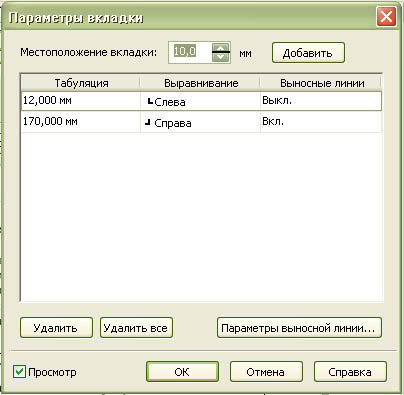 Параметры вкладки
Местоположение вкладки: 10,0 мм Добавить
Табуляция Выравнивание Выносные линии
12,000 мм Слева Выкл.
170,000 мм Справа Вкл.
Удалить Удалить все Параметры выносной линии...
Просмотр OK Отмена Справка